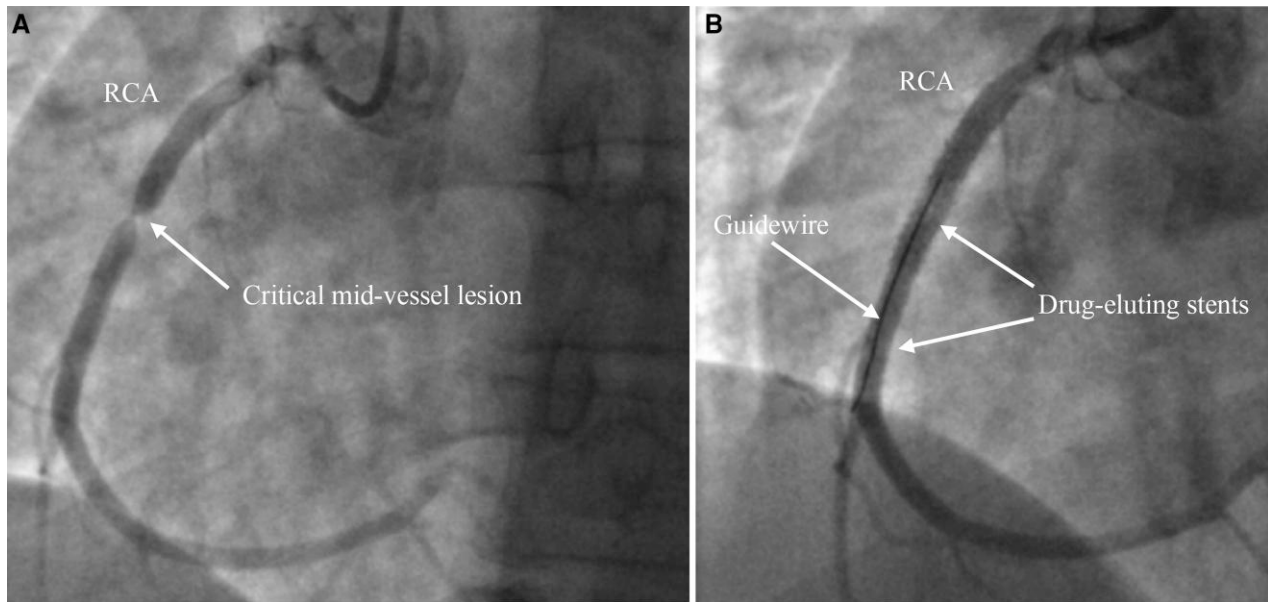 A
RCA
Critical mid-vessel lesion
B
RCA
Guidewire
Drug-eluting stents